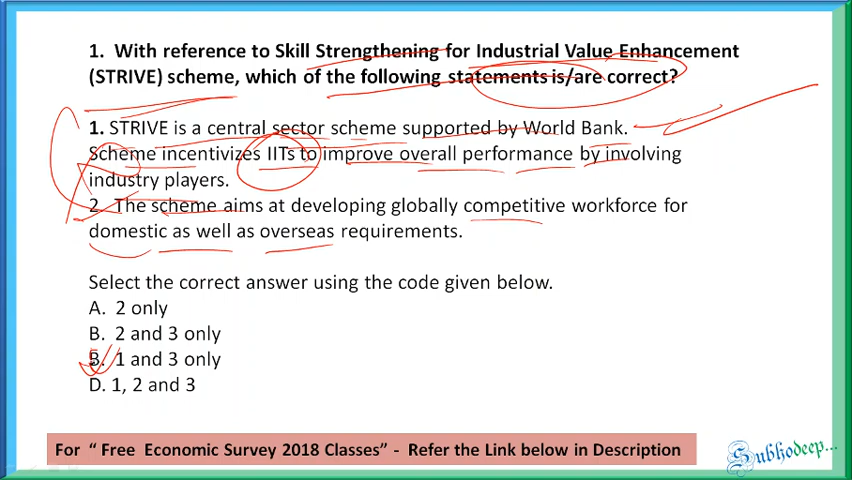 1. With reference to Skill Strengthening for Industrial Value Enhancement
(STRIVE) scheme, which of the following statements is/are correct?
1. STRIVE is a central sector scheme supported by World Bank.
Scheme incentivizes IITs to improve overall performance by involving
industry players.
2. The scheme aims at developing globally competitive workforce for
domestic as well as overseas requirements.
Select the correct answer using the code given below.
A. 2 only
B. 2 and 3 only
B. 1 and 3 only
D. 1, 2 and 3
For “ Free Economic Survey 2018 Classes” - Refer the Link below in Description
Subhodeep...